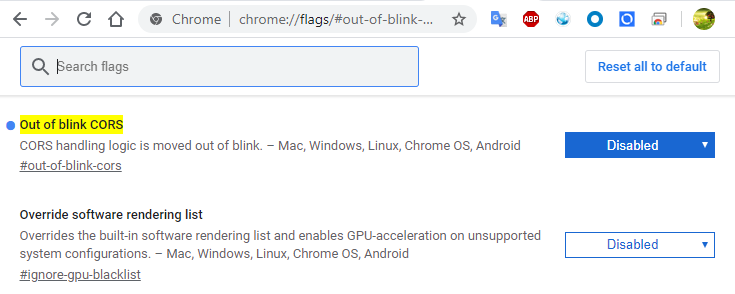 Chrome | chrome://flags/#out-of-blink-...
ABP
Search flags
Reset all to default
Out of blink CORS
CORS handling logic is moved out of blink. – Mac, Windows, Linux, Chrome OS, Android
#out-of-blink-cors
Disabled
Override software rendering list
Overrides the built-in software rendering list and enables GPU-acceleration on unsupported
system configurations. – Mac, Windows, Linux, Chrome OS, Android
#ignore-gpu-blacklist
Disabled